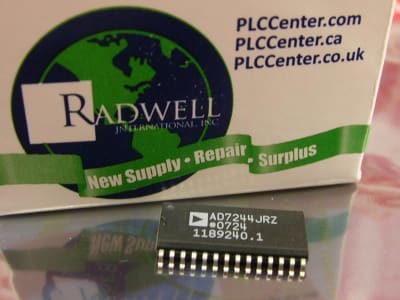 PLCCenter.com
PLCCenter.ca
PLCCenter.co.uk
RADWELL
INTERNATIONAL, INC.
New Supply • Repair • Surplus
AD7244JRZ
#0724
1189240.1